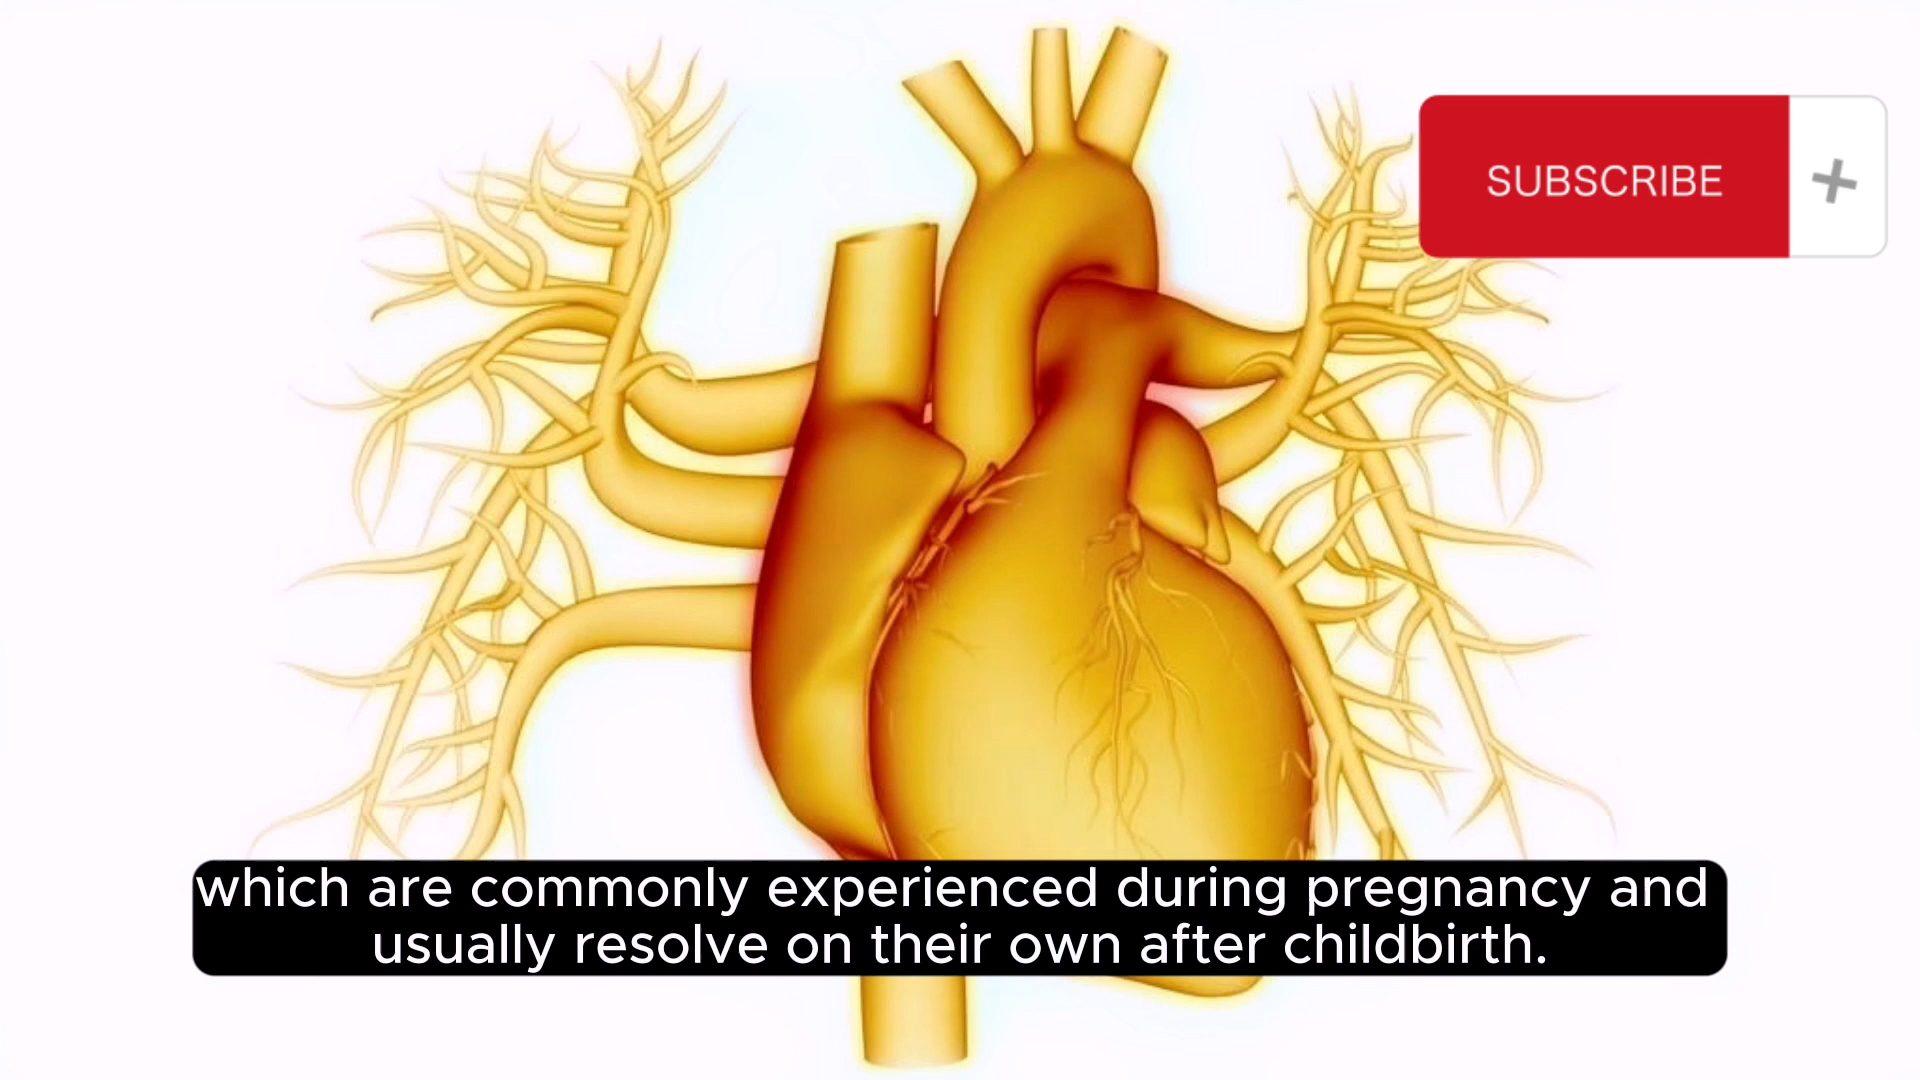 SUBSCRIBE
which are commonly experienced during pregnancy and
usually resolve on their own after childbirth.